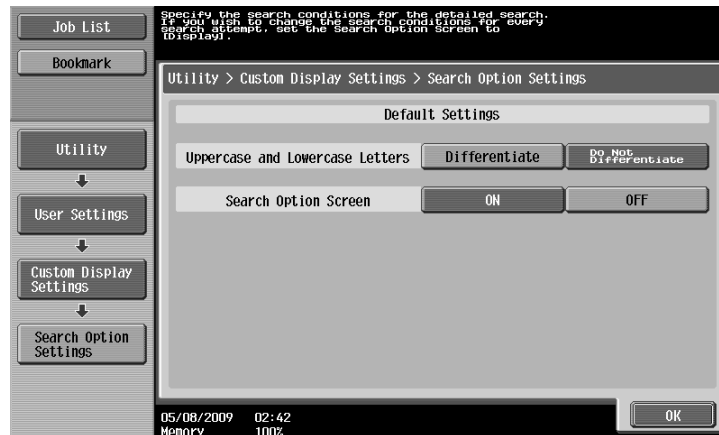 Job List
Bookmark
Specify the search conditions for the detailed search.
If you wish to change the search conditions for every
search attempt, set the Search Option Screen to
[Display].
Utility > Custom Display Settings > Search Option Settings
Default Settings
Utility
Uppercase and Lowercase Letters
Differentiate
Do Not
Differentiate
User Settings
Search Option Screen
ON
OFF
Custom Display
Settings
Search Option
Settings
05/08/2009 02:42
Memory 100%
OK